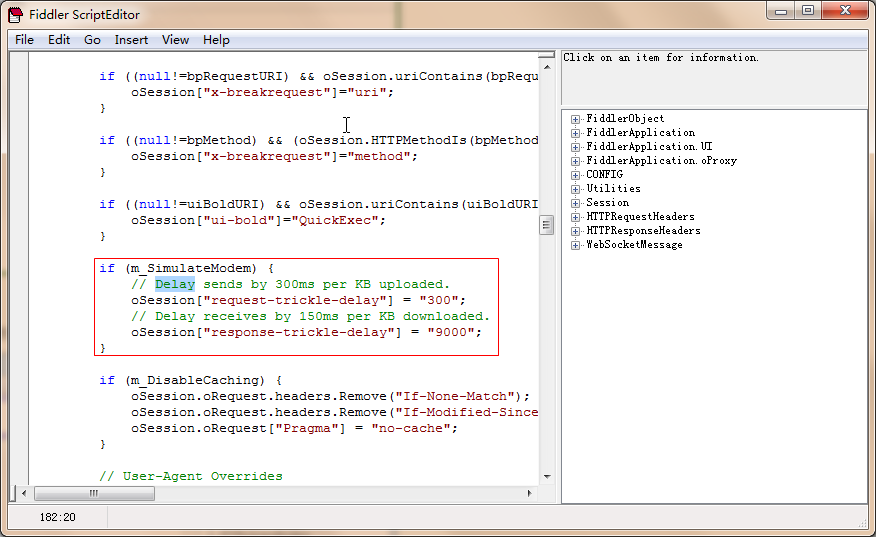 Fiddler ScriptEditor
File Edit Go Insert View Help
if ((null!=bpRequestURI) && oSession.uriContains(bpRequ
oSession["x-breakrequest"]="uri";
}
if ((null!=bpMethod) && (oSession.HTTPMethodIs(bpMethod
oSession["x-breakrequest"]="method";
}
if ((null!=uiBoldURI) && oSession.uriContains(uiBoldURI
oSession["ui-bold"]="QuickExec";
}
if (m_SimulateModem) {
// Delay sends by 300ms per KB uploaded.
oSession["request-trickle-delay"] = "300";
// Delay receives by 150ms per KB downloaded.
oSession["response-trickle-delay"] = "9000";
}
if (m_DisableCaching) {
oSession.oRequest.headers.Remove("If-None-Match");
oSession.oRequest.headers.Remove("If-Modified-Since
oSession.oRequest["Pragma"] = "no-cache";
}
// User-Agent Overrides
Click on an item for information.
FiddlerObject
FiddlerApplication
FiddlerApplication.UI
FiddlerApplication.oProxy
CONFIG
Utilities
Session
HTTPRequestHeaders
HTTPResponseHeaders
WebSocketMessage
182:20